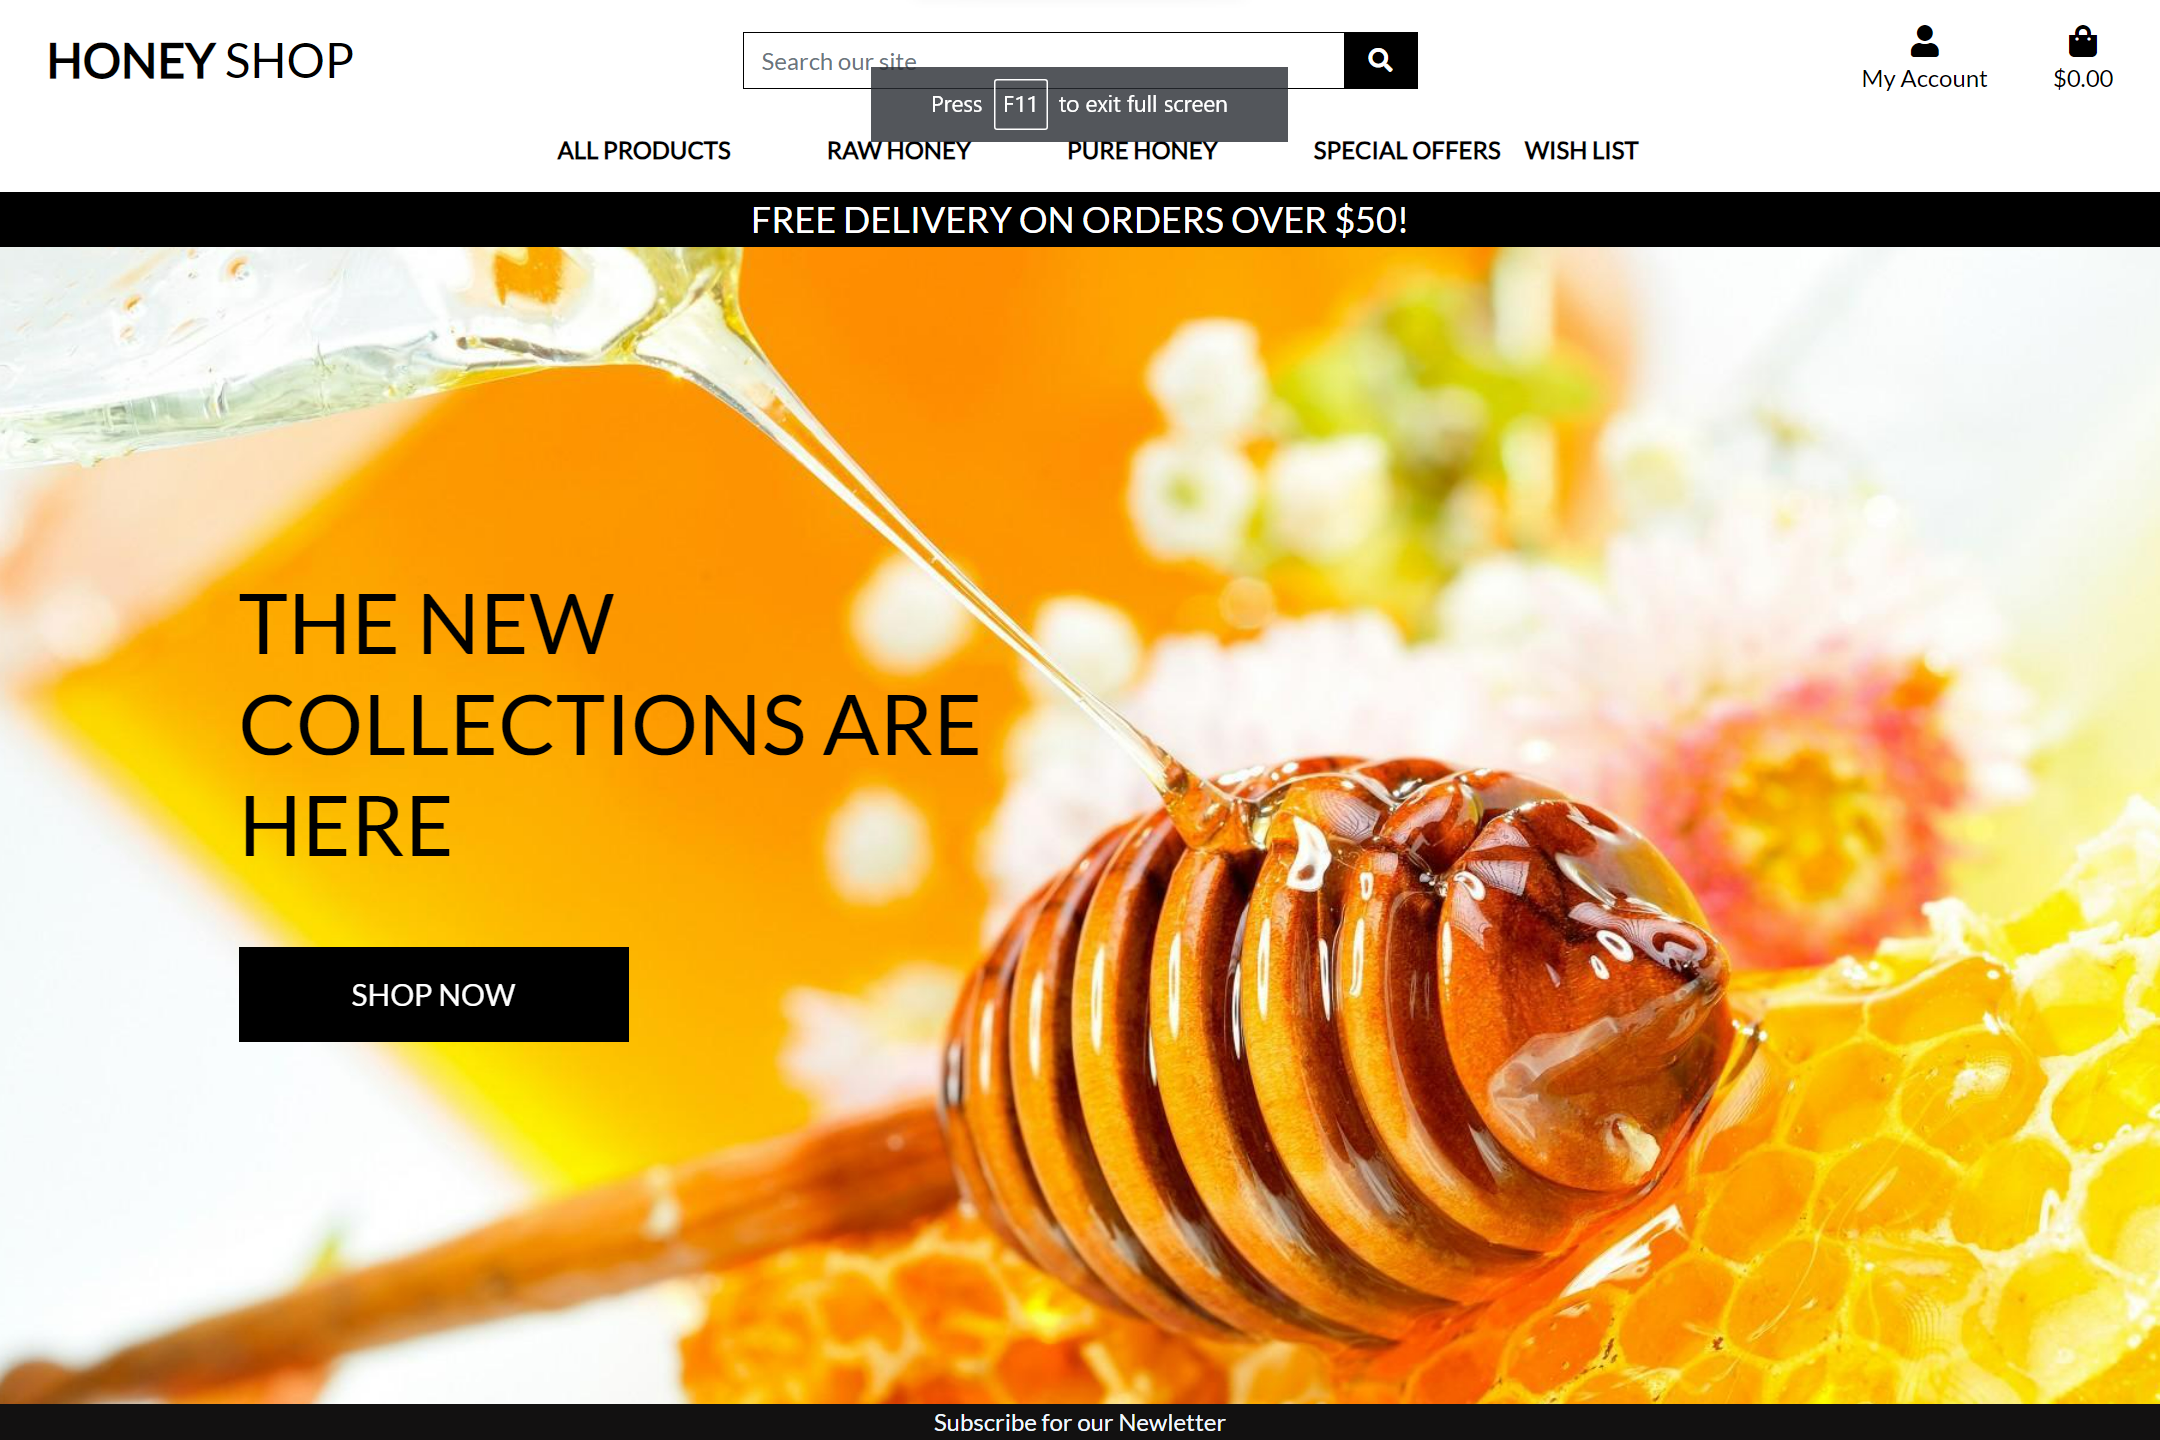 HONEY SHOP
Search our site
My Account
$0.00
Press F11 to exit full screen
ALL PRODUCTS RAW HONEY PURE HONEY SPECIAL OFFERS WISH LIST
FREE DELIVERY ON ORDERS OVER $50!
THE NEW
COLLECTIONS ARE
HERE
SHOP NOW
Subscribe for our Newletter